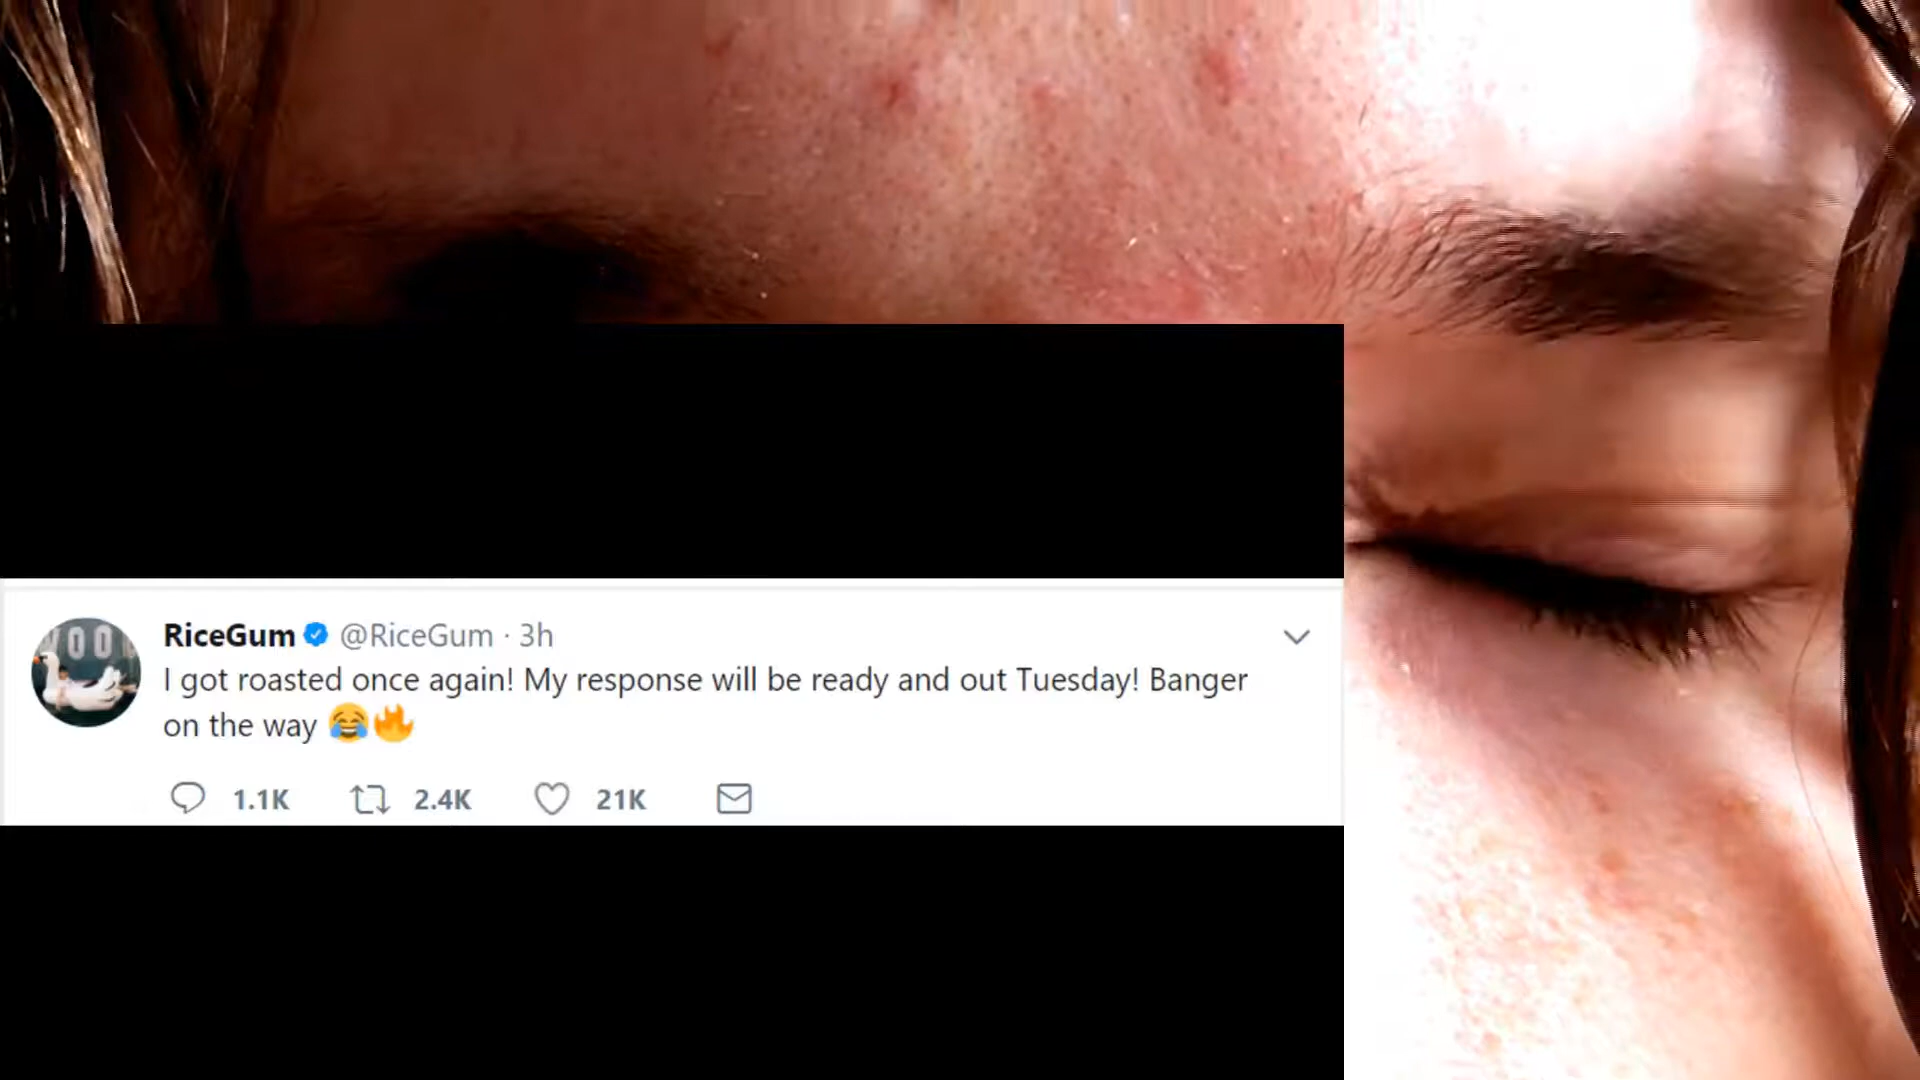 RiceGum @RiceGum · 3h
I got roasted once again! My response will be ready and out Tuesday! Banger
on the way 😂🔥
1.1K 2.4K 21K